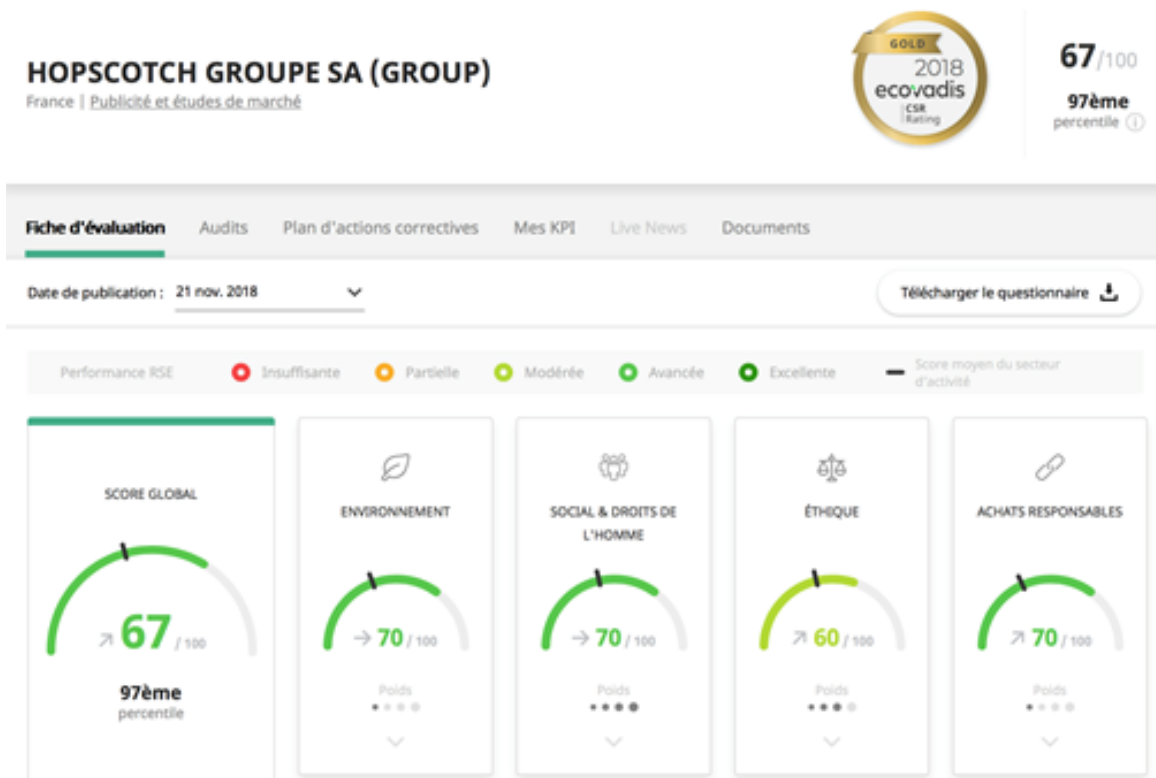 HOPSCOTCH GROUPE SA (GROUP)
France | Publicité et études de marché
GOLD
2018
ecovadis
CSR
Rating
67/100
97ème
percentile
Fiche d'évaluation Audits Plan d'actions correctives Mes KPI Live News Documents
Date de publication : 21 nov. 2018
Télécharger le questionnaire
Performance RSE Insuffisante Partielle Modérée Avancée Excellente Score moyen du secteur
d'activité
SCORE GLOBAL
67 / 100
97ème
percentile
ENVIRONNEMENT
70 / 100
Poids
SOCIAL & DROITS DE
L'HOMME
70 / 100
Poids
ÉTHIQUE
60 / 100
Poids
ACHATS RESPONSABLES
70 / 100
Poids